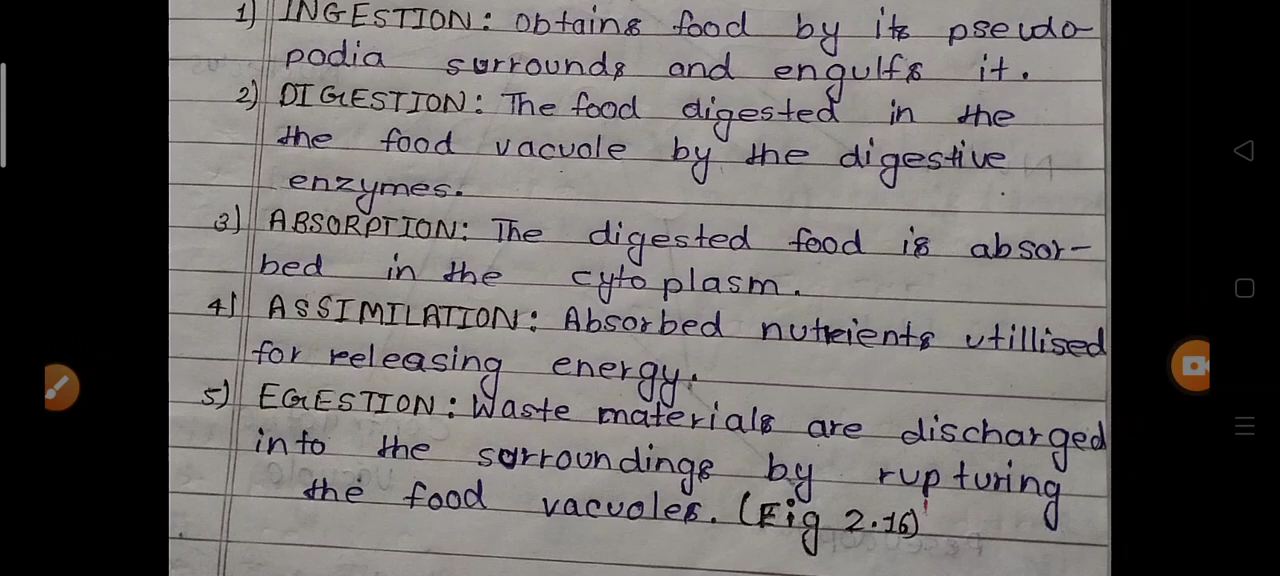 1) INGESTION: obtains food by its pseudo-
podia surrounds and engulfs it.
2) DIGESTION: The food digested in the
the food vacuole by the digestive
enzymes.
3) ABSORPTION: The digested food is absor-
bed in the cytoplasm.
4) ASSIMILATION: Absorbed nutrients utillised
for releasing energy.
5) EGESTION: Waste materials are discharged
into the surroundings by rupturing
the food vacuoles. (Fig 2.16)